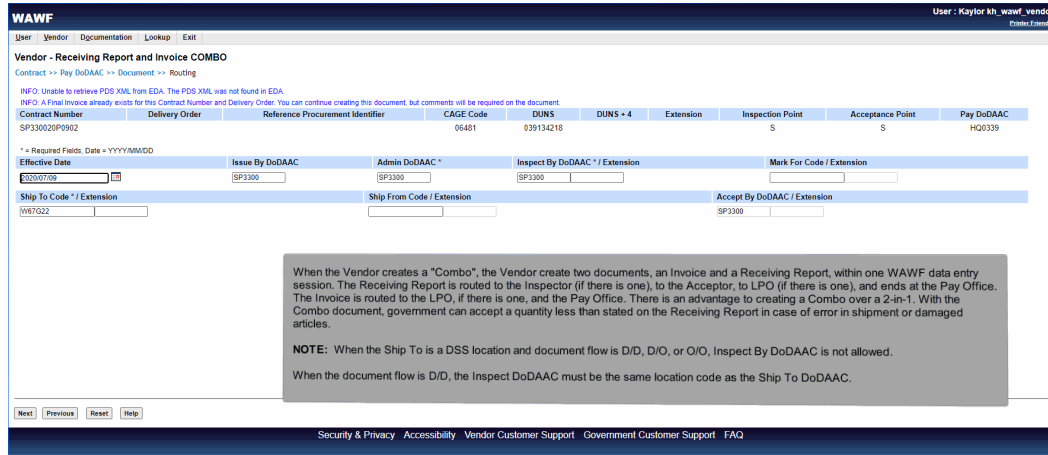 WAWF
User : Kaylor kh_wawf_vendo
Printer Friend
User Vendor Documentation Lookup Exit
Vendor - Receiving Report and Invoice COMBO
Contract >> Pay DoDAAC >> Document >> Routing
INFO: Unable to retrieve PDS XML from EDA. The PDS XML was not found in EDA.
INFO: A Final Invoice already exists for this Contract Number and Delivery Order. You can continue creating this document, but comments will be required on the document.
Contract Number Delivery Order Reference Procurement Identifier CAGE Code DUNS DUNS + 4 Extension Inspection Point Acceptance Point Pay DoDAAC
SP330020P0902 06481 039134218 S S HQ0339
* = Required Fields, Date = YYYY/MM/DD
Effective Date Issue By DoDAAC Admin DoDAAC * Inspect By DoDAAC * / Extension Mark For Code / Extension
2020/07/09 SP3300 SP3300 SP3300
Ship To Code * / Extension Ship From Code / Extension Accept By DoDAAC / Extension
W67G22 SP3300
When the Vendor creates a "Combo", the Vendor create two documents, an Invoice and a Receiving Report, within one WAWF data entry
session. The Receiving Report is routed to the Inspector (if there is one), to the Acceptor, to LPO (if there is one), and ends at the Pay Office.
The Invoice is routed to the LPO, if there is one, and the Pay Office. There is an advantage to creating a Combo over a 2-in-1. With the
Combo document, government can accept a quantity less than stated on the Receiving Report in case of error in shipment or damaged
articles.
NOTE: When the Ship To is a DSS location and document flow is D/D, D/O, or O/O, Inspect By DoDAAC is not allowed.
When the document flow is D/D, the Inspect DoDAAC must be the same location code as the Ship To DoDAAC.
Next Previous Reset Help
Security & Privacy Accessibility Vendor Customer Support Government Customer Support FAQ